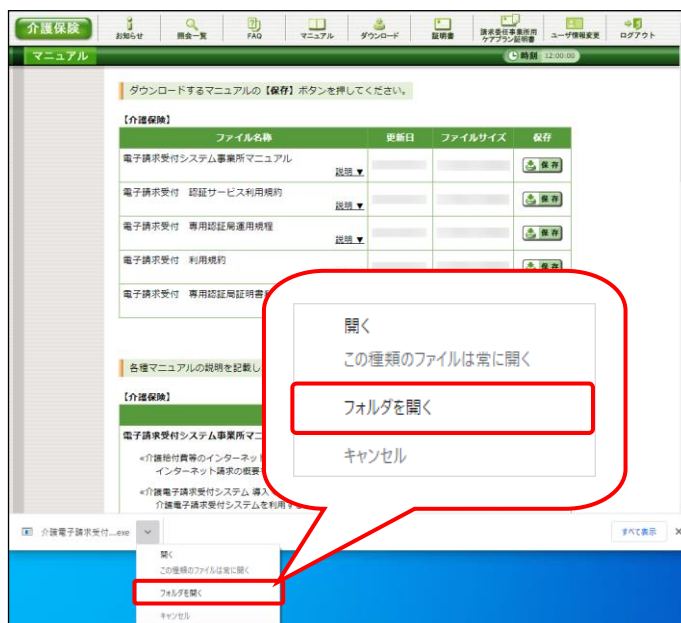 介護保険
お知らせ
照会一覧
FAQ
マニュアル
ダウンロード
証明書
請求委任事業所用
ケアプラン証明書
ユーザ情報変更
ログアウト
マニュアル
時刻 12:00:00
ダウンロードするマニュアルの【保存】ボタンを押してください。
【介護保険】
ファイル名称 更新日 ファイルサイズ 保存
電子請求受付システム事業所マニュアル
説明▼
保存
電子請求受付 認証サービス利用規約
説明▼
保存
電子請求受付 専用認証局運用規程
説明▼
保存
電子請求受付 利用規約
保存
電子請求受付 専用認証局証明書
各種マニュアルの説明を記載し
【介護保険】
電子請求受付システム事業所マニ
«介護給付費等のインターネッ
インターネット請求の概要
«介護電子請求受付システム 導入
介護電子請求受付システムを利用す
開く
この種類のファイルは常に開く
フォルダを開く
キャンセル
介護電子請求受付....exe
すべて表示
開く
この種類のファイルは常に開く
フォルダを開く
キャンセル